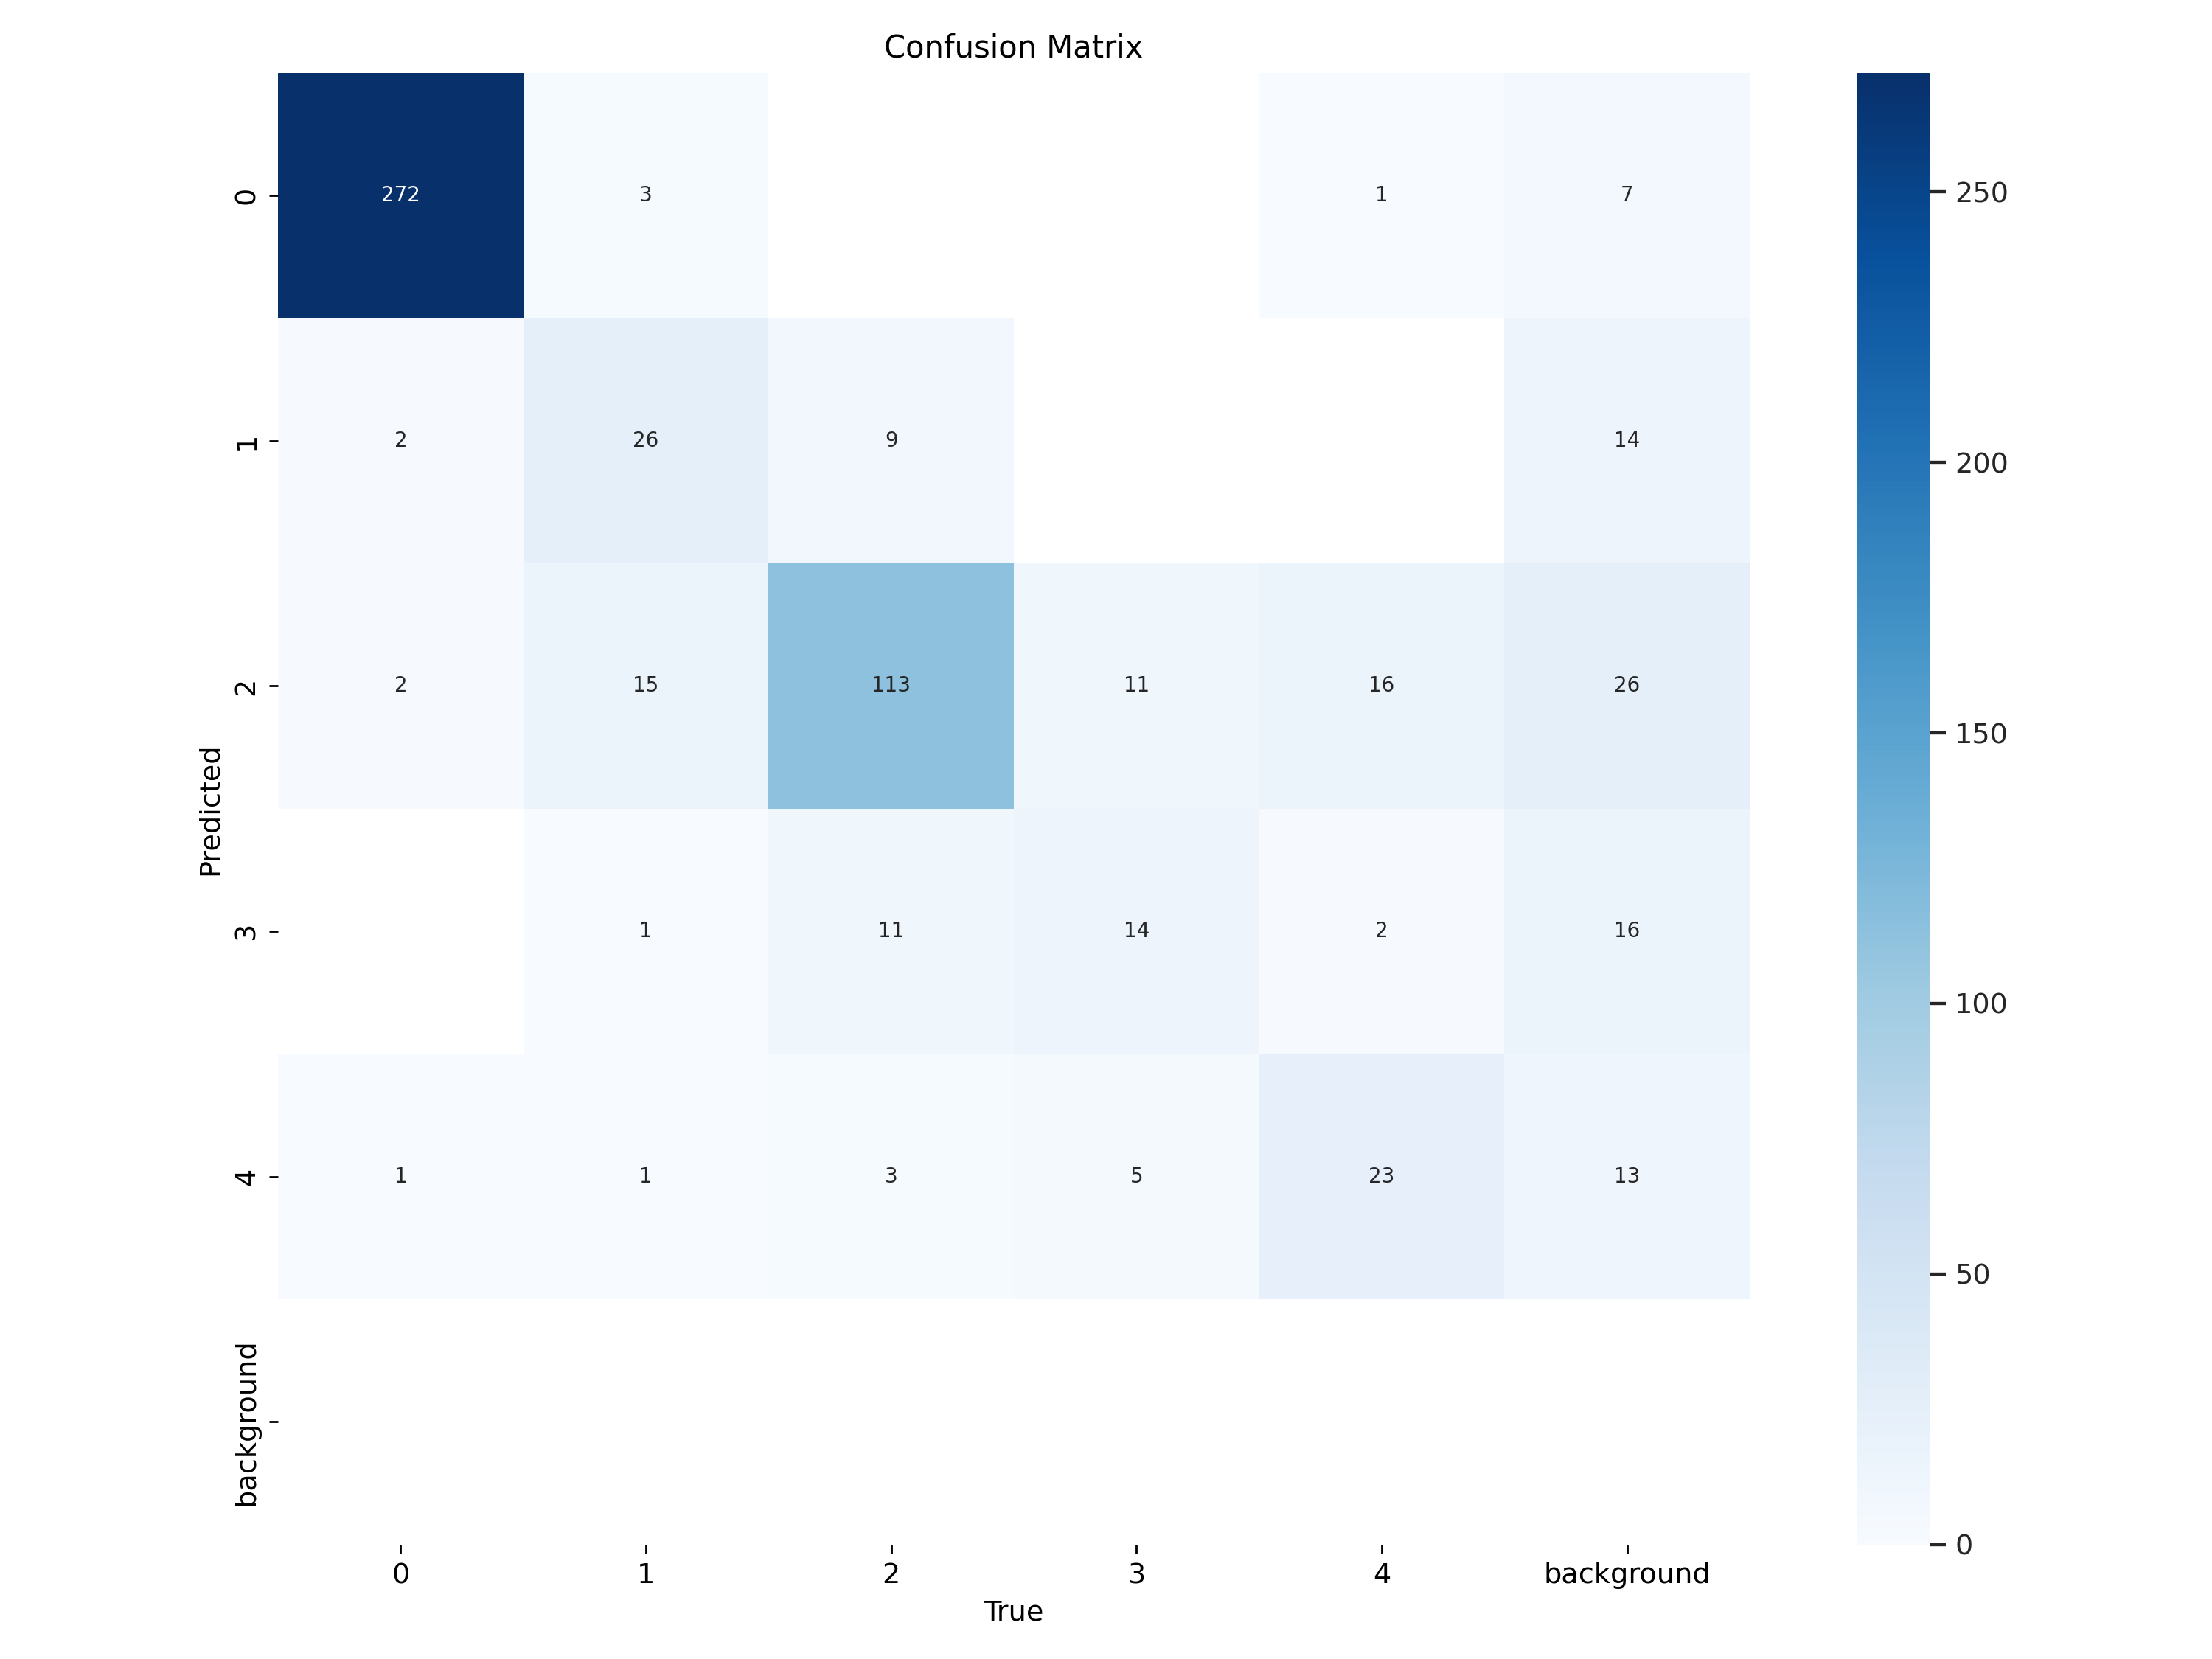 Confusion Matrix
0 272 3 1 7
1 2 26 9 14
2 2 15 113 11 16 26
3 1 11 14 2 16
4 1 1 3 5 23 13
background
Predicted
0 1 2 3 4 background
True
250
200
150
100
50
0